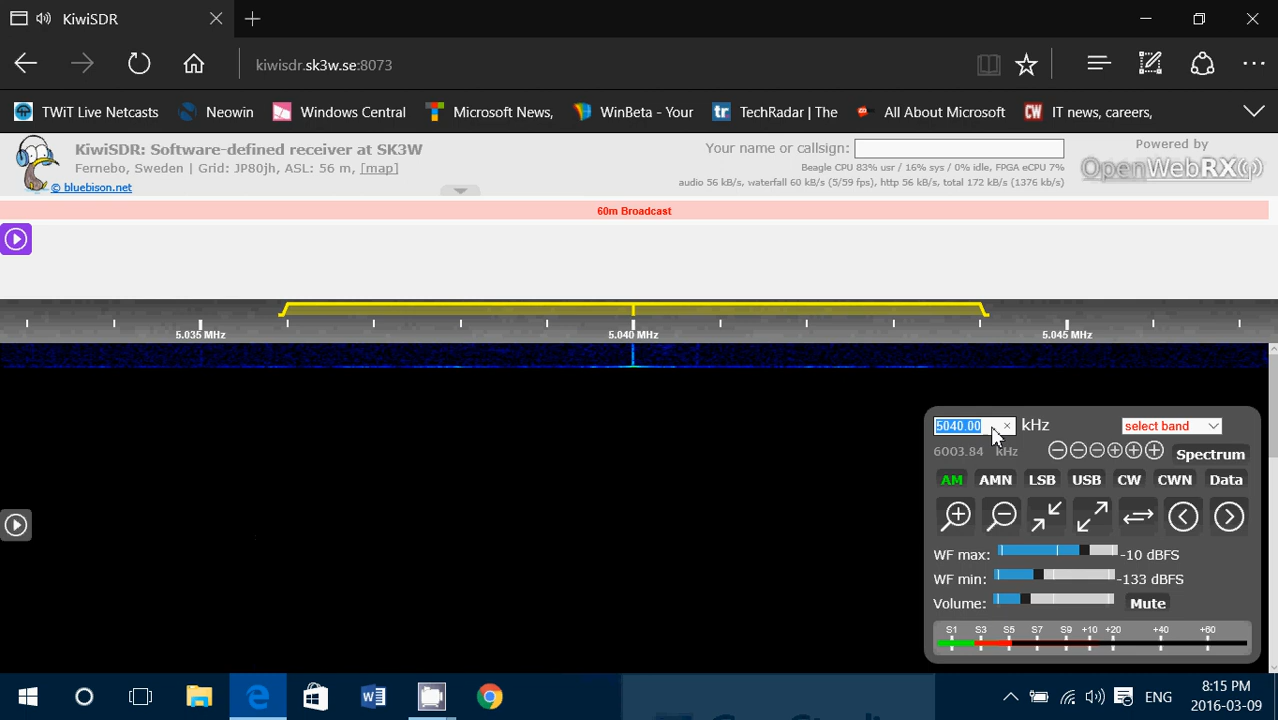 KiwiSDR
kiwisdr.sk3w.se:8073
TWiT Live Netcasts
Neowin
Windows Central
Microsoft News,
WinBeta - Your
tr TechRadar | The
All About Microsoft
CW IT news, careers,
KiwiSDR: Software-defined receiver at SK3W
Fernebo, Sweden | Grid: JP80jh, ASL: 56 m, [map]
© bluebison.net
Your name or callsign:
Beagle CPU 83% usr / 16% sys / 0% idle, FPGA eCPU 7%
audio 56 kB/s, waterfall 60 kB/s (5/59 fps), http 56 kB/s, total 172 kB/s (1376 kb/s)
Powered by
OpenWebRX
60m Broadcast
5.035 MHz 5.040 MHz 5.045 MHz
5040.00 kHz select band
6003.84 kHz Spectrum
AM AMN LSB USB CW CWN Data
WF max: -10 dBFS
WF min: -133 dBFS
Volume: Mute
S1 S3 S5 S7 S9 +10 +20 +40 +60
ENG
8:15 PM
2016-03-09